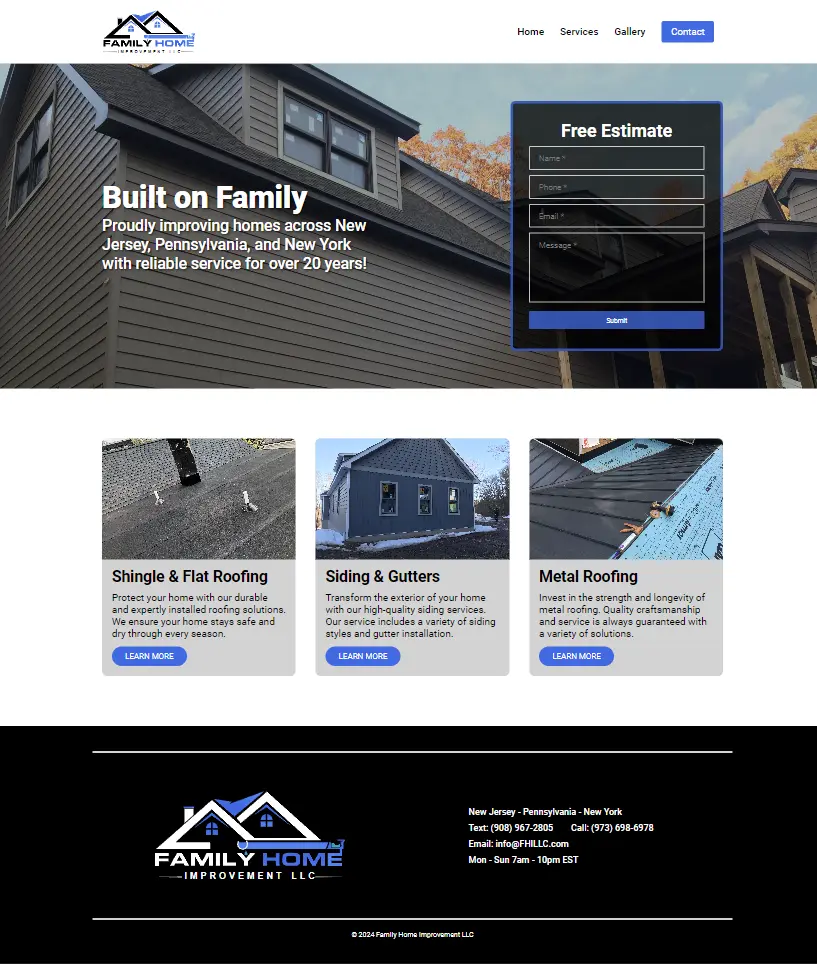 FAMILY HOME
IMPROVEMENT LLC
Home
Services
Gallery
Contact
Built on Family
Proudly improving homes across New
Jersey, Pennsylvania, and New York
with reliable service for over 20 years!
Free Estimate
Name *
Phone *
Email *
Message *
Submit
Shingle & Flat Roofing
Protect your home with our durable
and expertly installed roofing solutions.
We ensure your home stays safe and
dry through every season.
LEARN MORE
Siding & Gutters
Transform the exterior of your home
with our high-quality siding services.
Our service includes a variety of siding
styles and gutter installation.
LEARN MORE
Metal Roofing
Invest in the strength and longevity of
metal roofing. Quality craftsmanship
and service is always guaranteed with
a variety of solutions.
LEARN MORE
FAMILY HOME
IMPROVEMENT LLC
New Jersey - Pennsylvania - New York
Text: (908) 967-2805 Call: (973) 698-6978
Email: info@FHILLC.com
Mon - Sun 7am - 10pm EST
© 2024 Family Home Improvement LLC